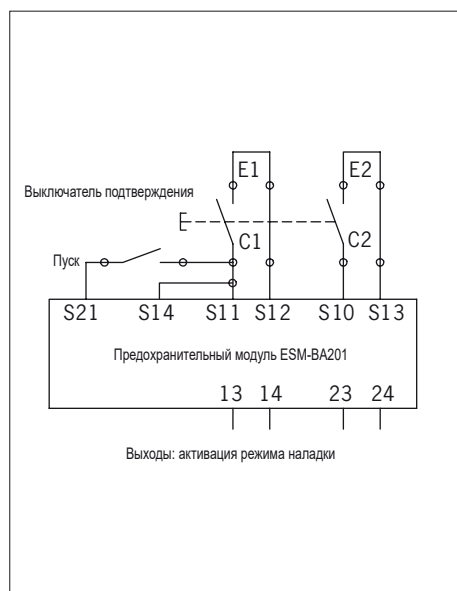 E1 E2
Выключатель подтверждения
C1 C2
Пуск
S21 S14 S11 S12 S10 S13
Предохранительный модуль ESM-BA201
13 14 23 24
Выходы: активация режима наладки